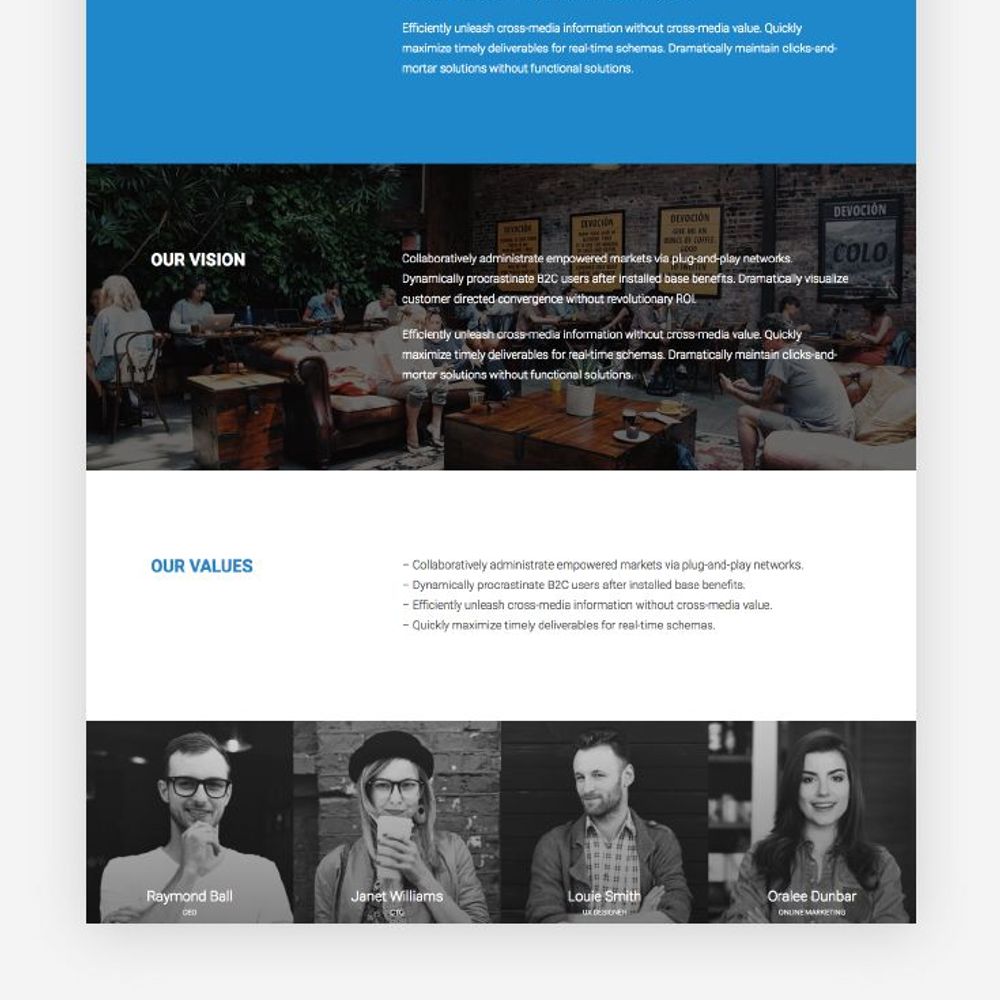 Efficiently unleash cross-media information without cross-media value. Quickly
maximize timely deliverables for real-time schemas. Dramatically maintain clicks-and-
mortar solutions without functional solutions.
DEVOCIÓN
DEVOCIÓN
DEVOCIÓN
DEVOCIÓN
COLO
OUR VISION
Collaboratively administrate empowered markets via plug-and-play networks.
Dynamically procrastinate B2C users after installed base benefits. Dramatically visualize
customer directed convergence without revolutionary ROI.
Efficiently unleash cross-media information without cross-media value. Quickly
maximize timely deliverables for real-time schemas. Dramatically maintain clicks-and-
mortar solutions without functional solutions.
OUR VALUES
– Collaboratively administrate empowered markets via plug-and-play networks.
– Dynamically procrastinate B2C users after installed base benefits.
– Efficiently unleash cross-media information without cross-media value.
– Quickly maximize timely deliverables for real-time schemas.
Raymond Ball
CEO
Janet Williams
CTO
Louie Smith
UX DESIGNER
Oralee Dunbar
ONLINE MARKETING